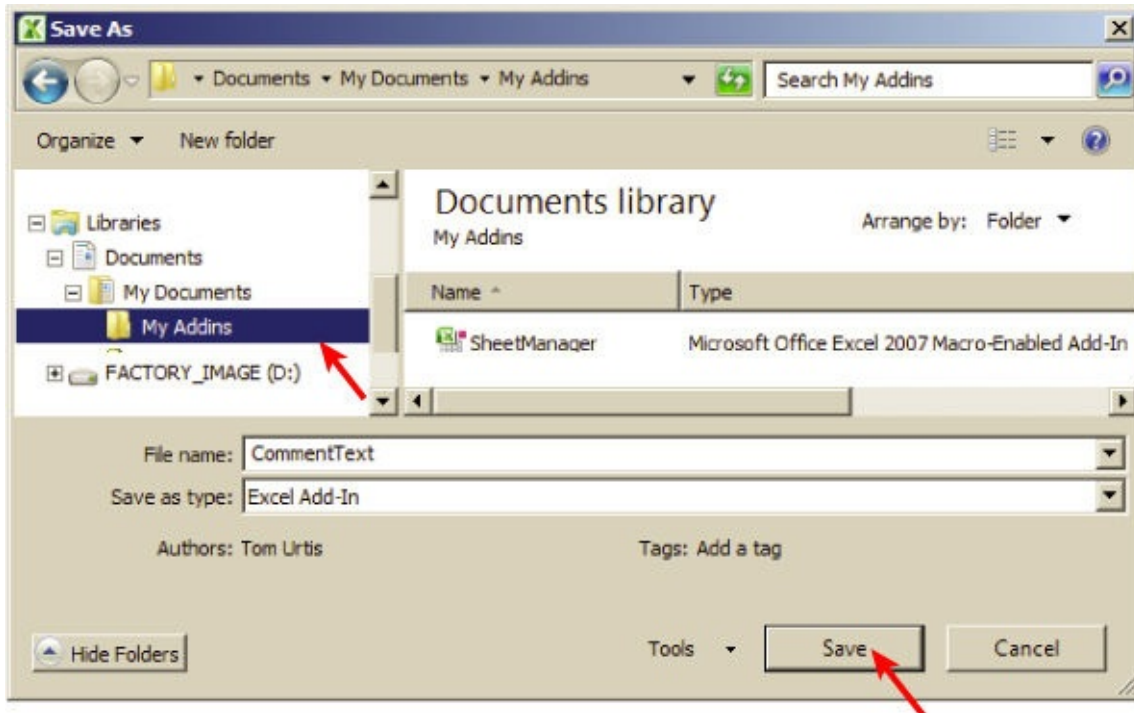 Save As
Documents My Documents My Addins Search My Addins
Organize New folder
Documents library
Libraries
My Addins
Arrange by: Folder
Documents
My Documents
Name Type
My Addins
SheetManager Microsoft Office Excel 2007 Macro-Enabled Add-In
FACTORY_IMAGE (D:)
File name: CommentText
Save as type: Excel Add-In
Authors: Tom Urtis Tags: Add a tag
Hide Folders Tools Save Cancel